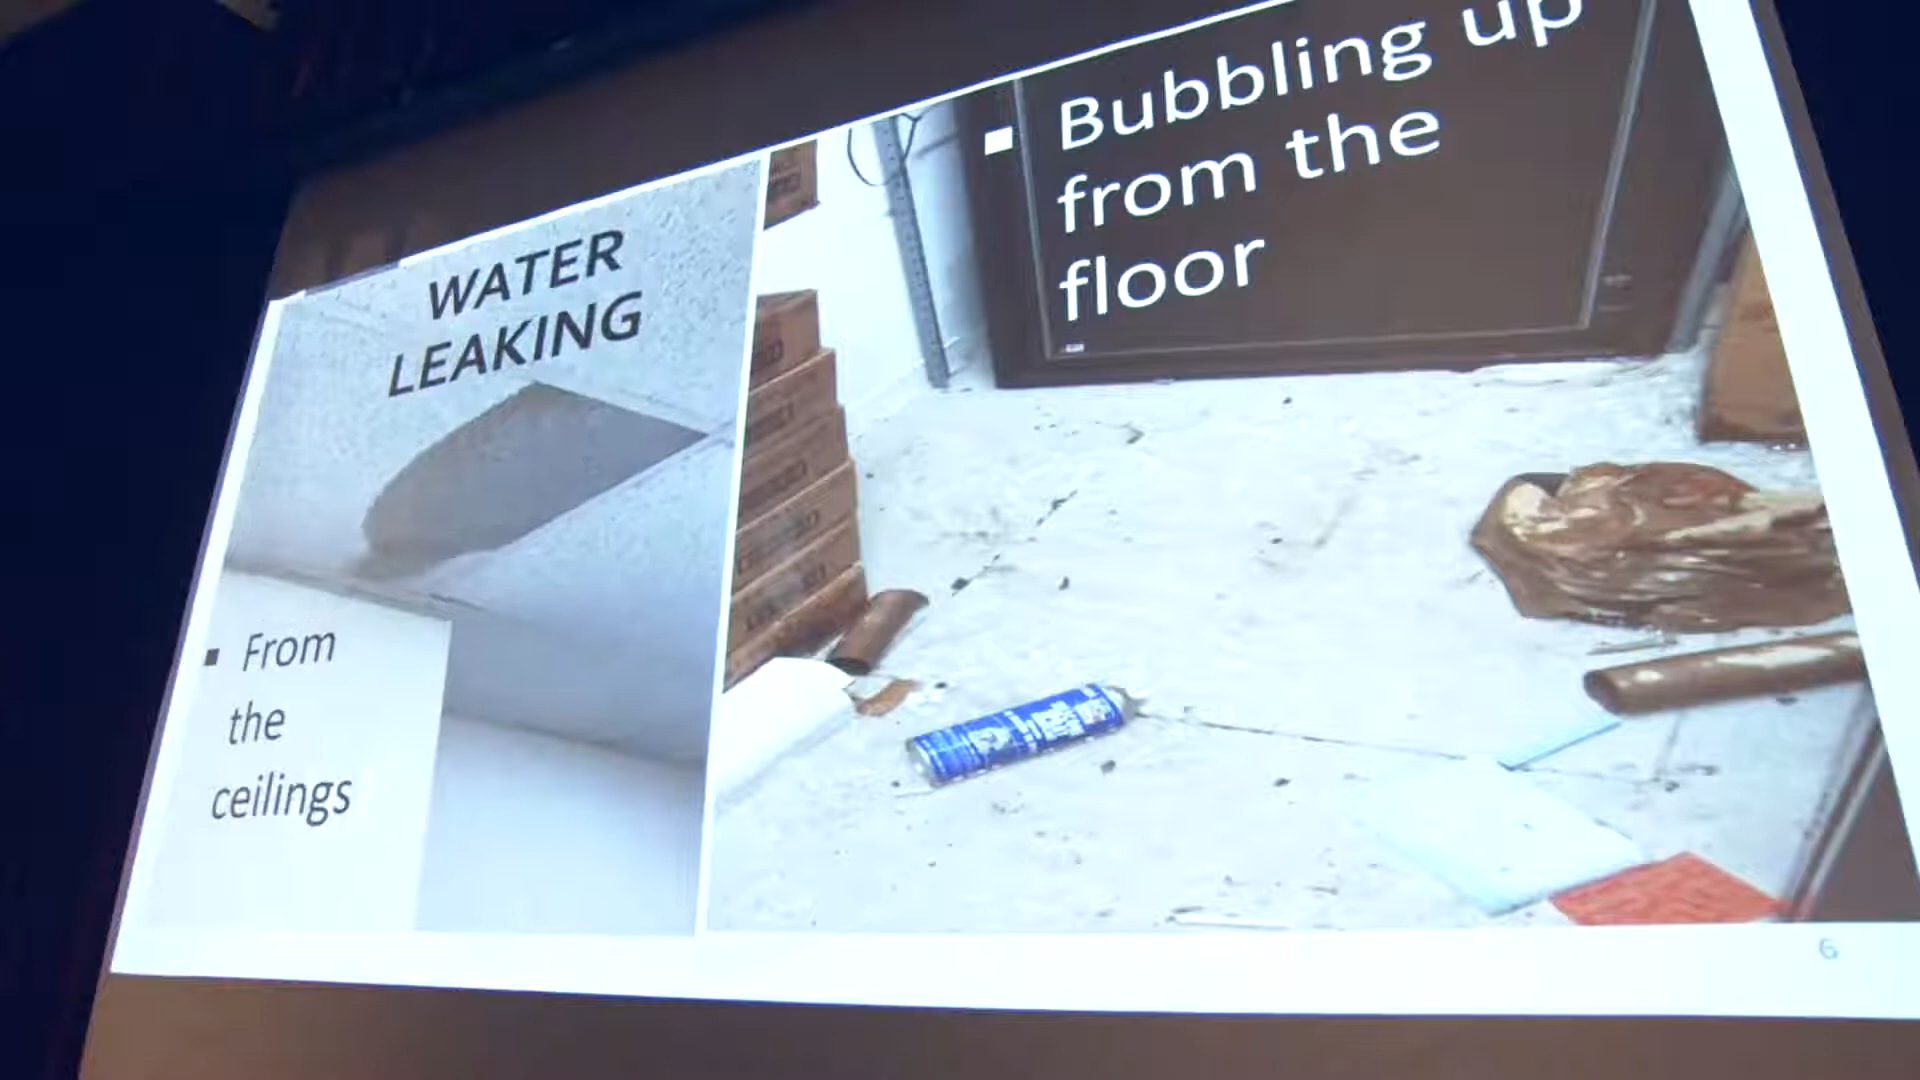 WATER
LEAKING
▪ From
the
ceilings
▪ Bubbling up
from the
floor
6